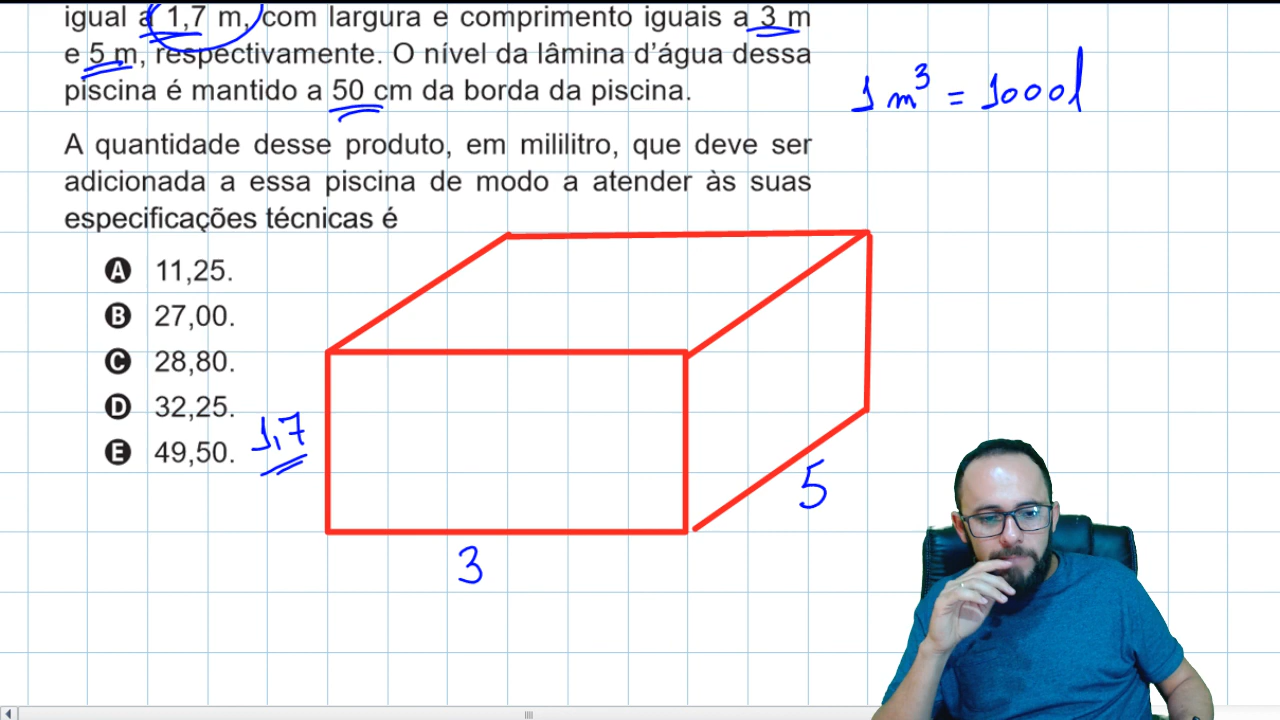 igual a 1,7 m, com largura e comprimento iguais a 3 m
e 5 m, respectivamente. O nível da lâmina d’água dessa
piscina é mantido a 50 cm da borda da piscina.
1 m³ = 1000l
A quantidade desse produto, em mililitro, que deve ser
adicionada a essa piscina de modo a atender às suas
especificações técnicas é
A 11,25.
B 27,00.
C 28,80.
D 32,25.
E 49,50.
1,7
5
3